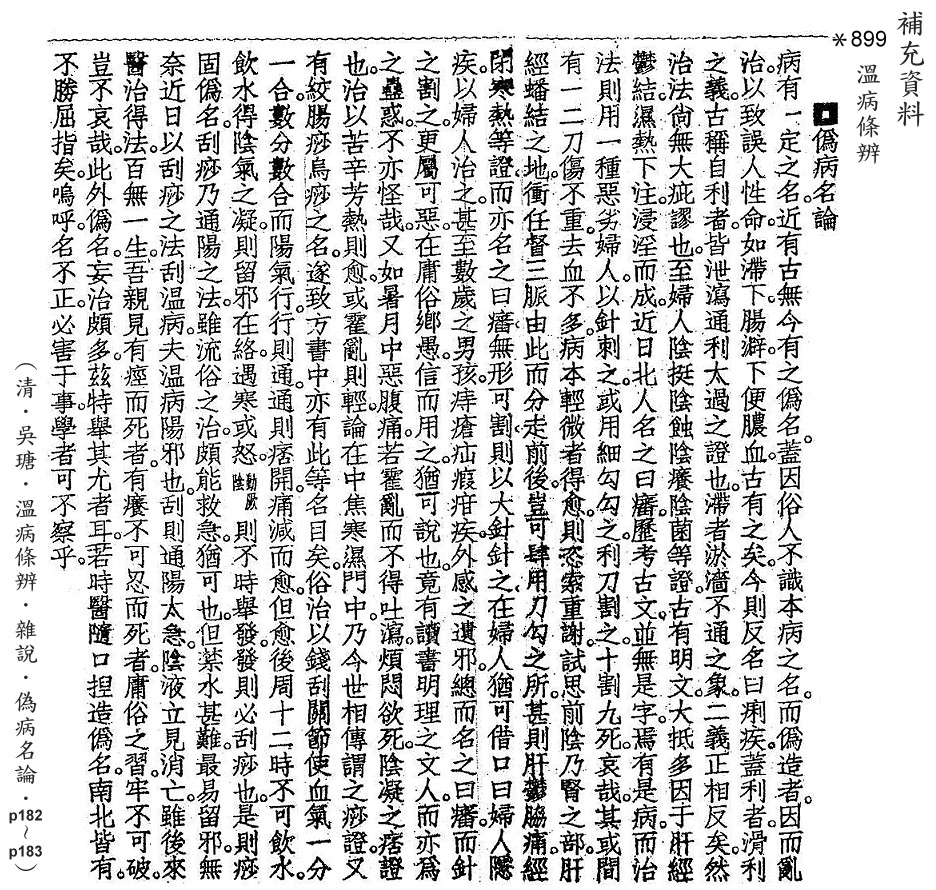 補充資料
溫病條辨
＊899
■偽病名論
病有一定之名。近有古無今有之偽名。蓋因俗人不識本病之名。而偽造者。因而亂
治。以致誤人性命。如滯下。腸澼。下便膿血。古有之矣。今則反名曰痢疾。蓋利者。滑利
之義。古稱自利者。皆泄瀉通利太過之證也。滯者。淤濇不通之象。二義正相反矣。然
治法尙無大疵謬也。至婦人陰挺。陰蝕。陰癢。陰菌等證。古有明文。大抵多因于肝經
鬱結。濕熱下注。浸淫而成。近日北人名之曰𤻝。歷考古文。並無是字。焉有是病。而治
法則用一種惡劣婦人。以針刺之。或用細勾勾之。利刀割之。十割九死。哀哉。其或間
有一二刀傷不重。去血不多。病本輕微者。得愈。則恣索重謝。試思前陰乃腎之部。肝
經蟠結之地。衝任督三脈由此而分走前後。豈可肆用刀勾之所。甚則肝鬱脇痛。經
閉寒熱等證。而亦名之曰𤻝。無形可割。則以大針針之。在婦人猶可借口曰婦人隱
疾。以婦人治之。甚至數歲之男孩。痔瘡疝瘕疳疾。外感之遺邪。總而名之曰𤻝。而針
之割之。更屬可惡。在庸俗鄉愚。信而用之。猶可說也。竟有讀書明理之文人。而亦爲
之蠱惑。不亦怪哉。又如暑月中惡腹痛。若霍亂而不得吐瀉。煩悶欲死。陰凝之痞證
也。治以苦辛芳熱則愈。或霍亂則輕。論在中焦寒濕門中。乃今世相傳謂之痧證。又
有絞腸痧烏痧之名。遂致方書中亦有此等名目矣。俗治以錢刮關節。使血氣一分
一合。數分數合而陽氣行。行則通。通則痞開痛減而愈。但愈後周十二時不可飲水。
飲水得陰氣之凝。則留邪在絡。遇寒或怒動厥陰則不時舉發。發則必刮痧也。是則痧
固偽名。刮痧乃通陽之法。雖流俗之治。頗能救急。猶可也。但禁水甚難。最易留邪。無
奈近日以刮痧之法刮溫病。夫溫病。陽邪也。刮則通陽太急。陰液立見消亡。雖後來
醫治得法。百無一生。吾親見有痙而死者。有癢不可忍而死者。庸俗之習。牢不可破。
豈不哀哉。此外偽名妄治頗多。茲特舉其尤者耳。若時醫隨口捏造偽名。南北皆有。
不勝屈指矣。嗚呼。名不正。必害于事。學者可不察乎。
（清．吳瑭．溫病條辨．雜說．偽病名論．p182～p183）